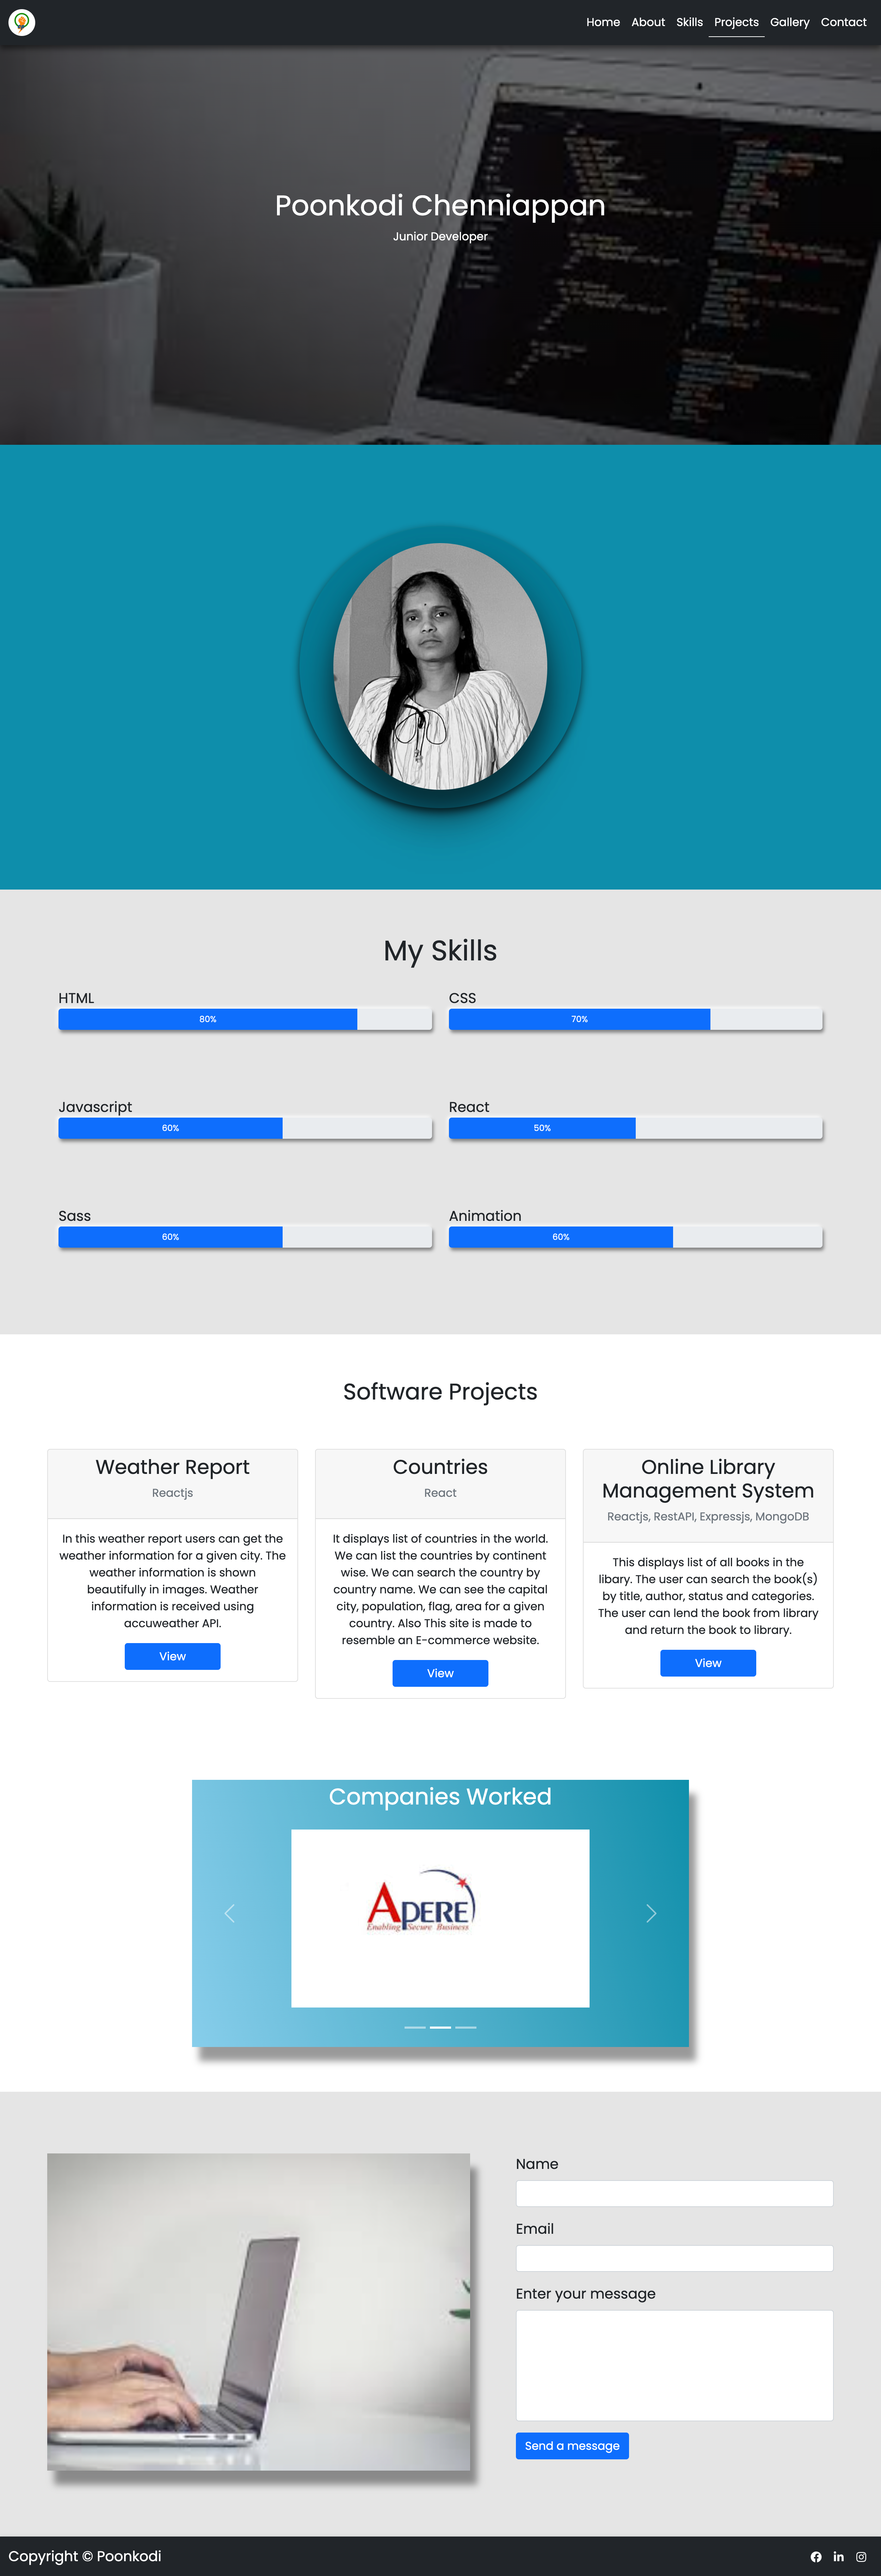 Home About Skills Projects Gallery Contact
Poonkodi Chenniappan
Junior Developer
My Skills
HTML
80%
CSS
70%
Javascript
60%
React
50%
Sass
60%
Animation
60%
Software Projects
Weather Report
Reactjs
In this weather report users can get the
weather information for a given city. The
weather information is shown
beautifully in images. Weather
information is received using
accuweather API.
View
Countries
React
It displays list of countries in the world.
We can list the countries by continent
wise. We can search the country by
country name. We can see the capital
city, population, flag, area for a given
country. Also This site is made to
resemble an E-commerce website.
View
Online Library
Management System
Reactjs, RestAPI, Expressjs, MongoDB
This displays list of all books in the
libary. The user can search the book(s)
by title, author, status and categories.
The user can lend the book from library
and return the book to library.
View
Companies Worked
APERE
Enabling Secure Business
Name
Email
Enter your message
Send a message
Copyright © Poonkodi